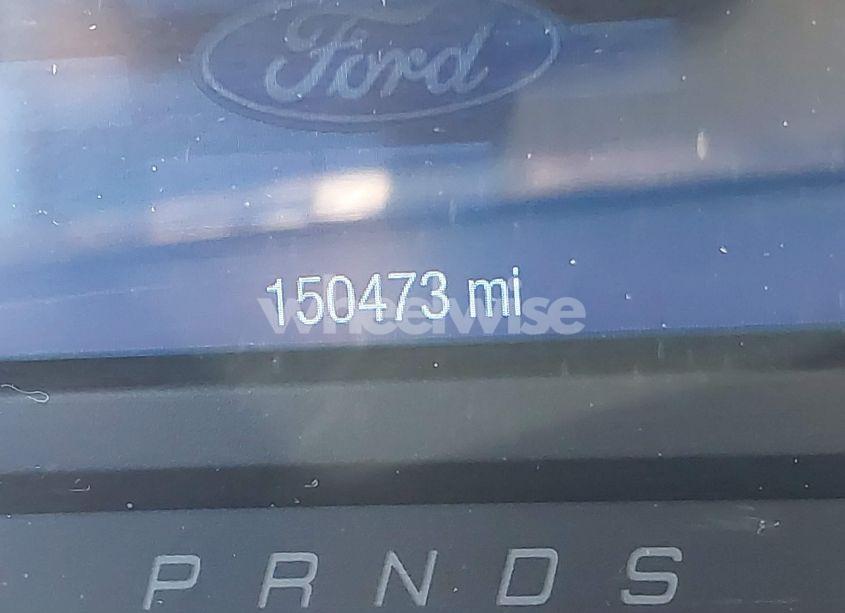 Ford
150473 mi
wheelwise
P R N D S